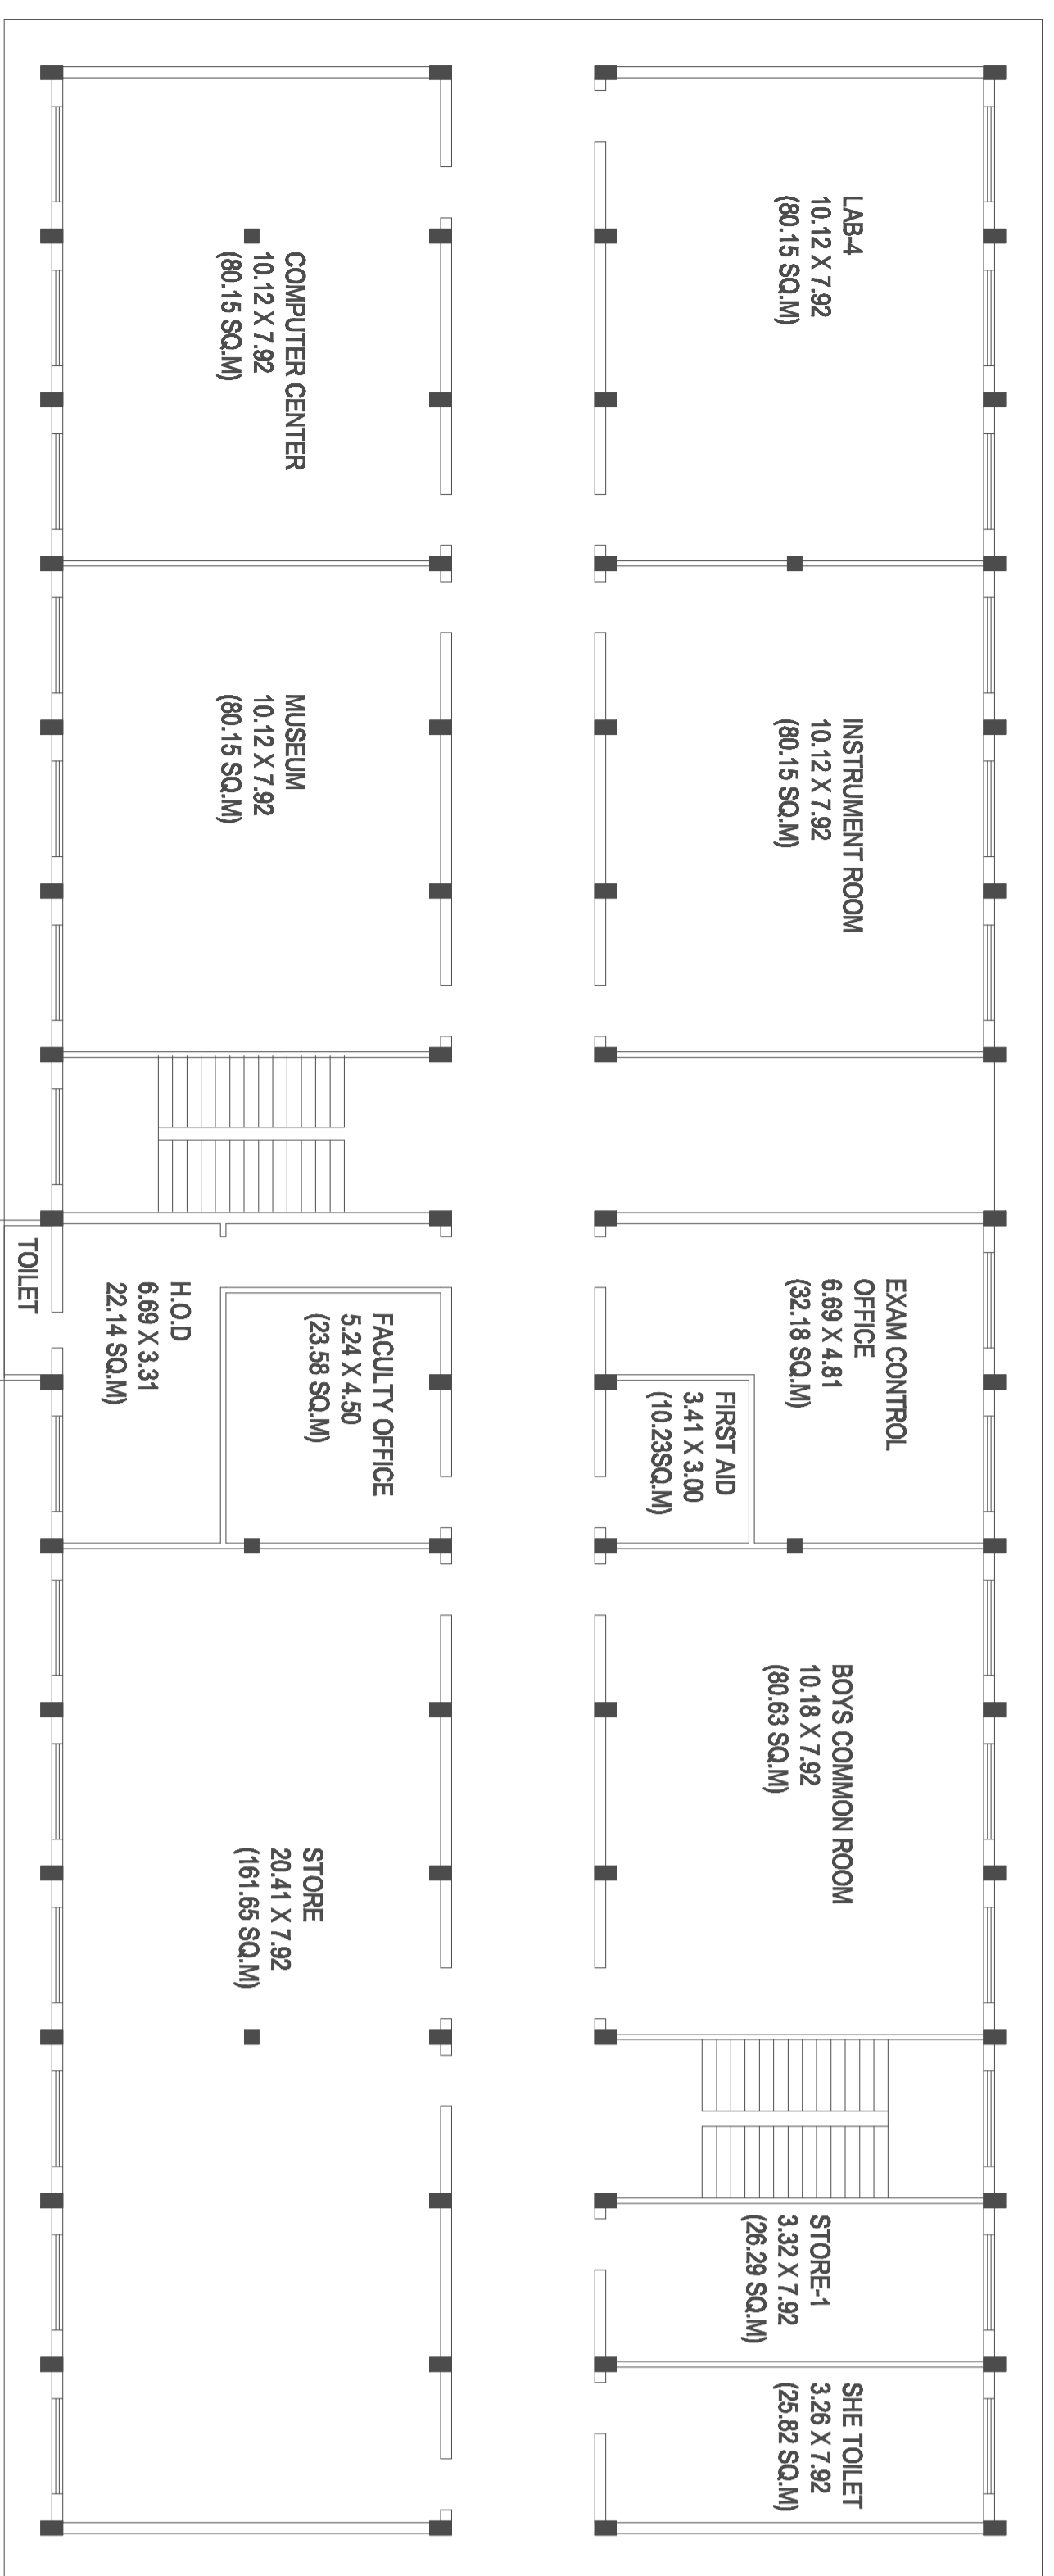 LAB-4
10.12 X 7.92
(80.15 SQ.M)
INSTRUMENT ROOM
10.12 X 7.92
(80.15 SQ.M)
EXAM CONTROL
OFFICE
6.69 X 4.81
(32.18 SQ.M)
FIRST AID
3.41 X 3.00
(10.23SQ.M)
BOYS COMMON ROOM
10.18 X 7.92
(80.63 SQ.M)
STORE-1
3.32 X 7.92
(26.29 SQ.M)
SHE TOILET
3.26 X 7.92
(25.82 SQ.M)
COMPUTER CENTER
10.12 X 7.92
(80.15 SQ.M)
MUSEUM
10.12 X 7.92
(80.15 SQ.M)
FACULTY OFFICE
5.24 X 4.50
(23.58 SQ.M)
H.O.D
6.69 X 3.31
22.14 SQ.M)
TOILET
STORE
20.41 X 7.92
(161.65 SQ.M)